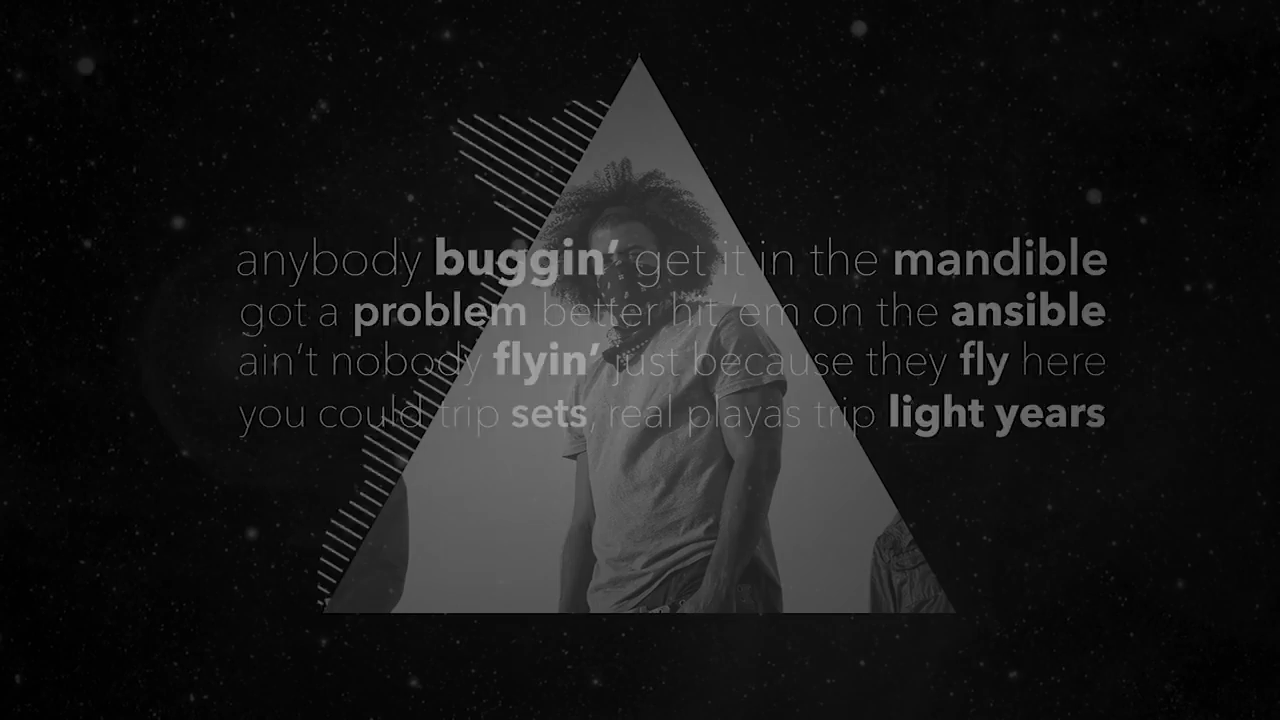 anybody buggin' get it in the mandible
got a problem better hit 'em on the ansible
ain't nobody flyin' just because they fly here
you could trip sets, real playas trip light years